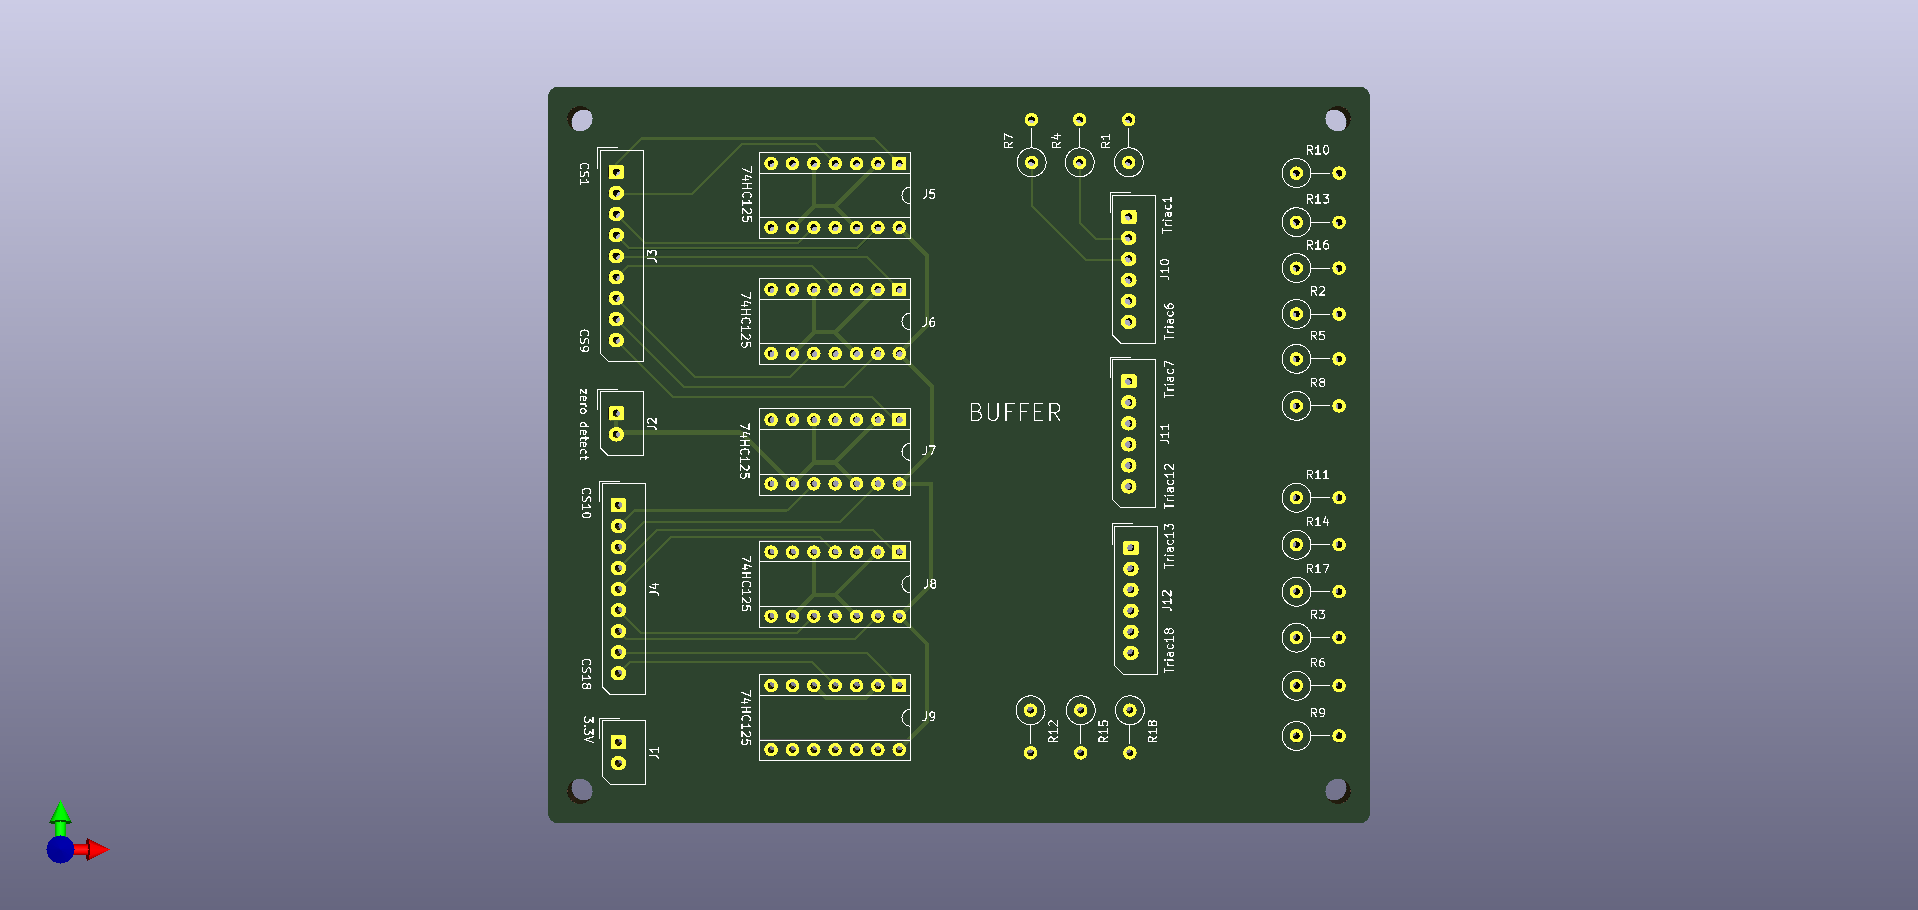 R7
R4
R1
R10
CS1
74HC125
J5
Triac1
R13
J3
R16
J10
R2
CS9
74HC125
J6
Triac6
R5
zero detect
J2
Triac7
R8
BUFFER
74HC125
J7
J11
CS10
Triac12
R11
R14
J4
74HC125
J8
Triac13
R17
J12
R3
CS18
Triac18
R6
3.3V
J1
74HC125
J9
R12
R15
R18
R9